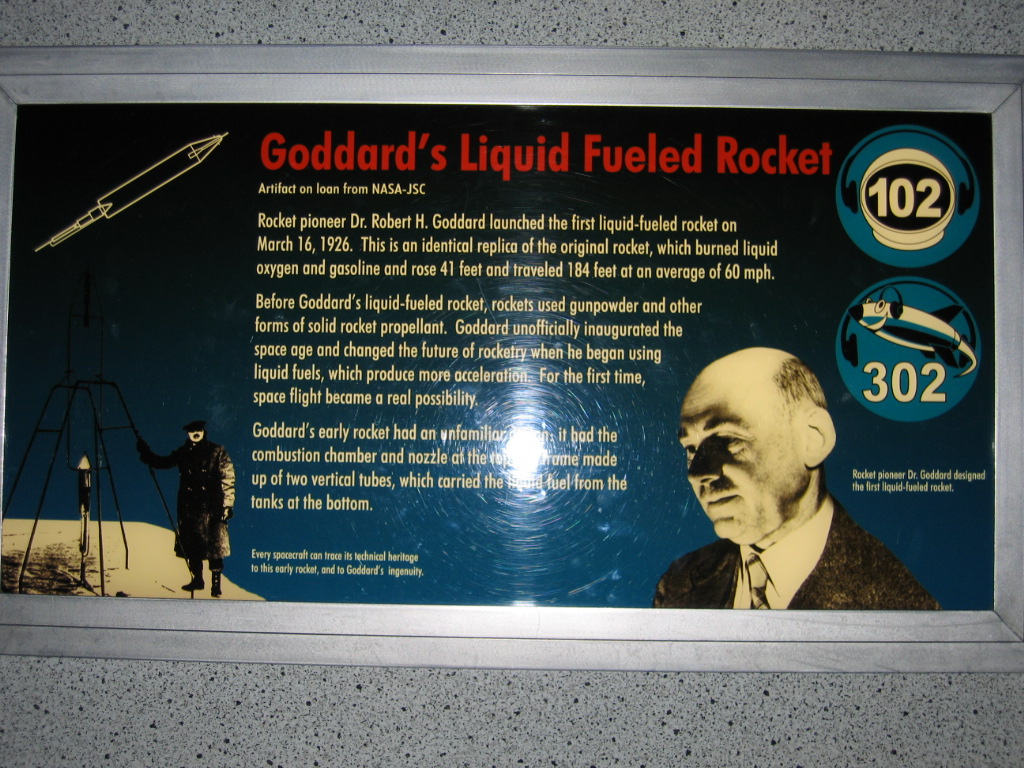 Goddard's Liquid Fueled Rocket
Artifact on loan from NASA-JSC
Rocket pioneer Dr. Robert H. Goddard launched the first liquid-fueled rocket on
March 16, 1926. This is an identical replica of the original rocket, which burned liquid
oxygen and gasoline and rose 41 feet and traveled 184 feet at an average of 60 mph.
Before Goddard's liquid-fueled rocket, rockets used gunpowder and other
forms of solid rocket propellant. Goddard unofficially inaugurated the
space age and changed the future of rocketry when he began using
liquid fuels, which produce more acceleration. For the first time,
space flight became a real possibility.
Goddard's early rocket had an unfamiliar it had the
combustion chamber and nozzle at the frame made
up of two vertical tubes, which carried the liquid fuel from the
tanks at the bottom.
Every spacecraft can trace its technical heritage
to this early rocket, and to Goddard's ingenuity.
102
302
Rocket pioneer Dr. Goddard designed
the first liquid-fueled rocket.